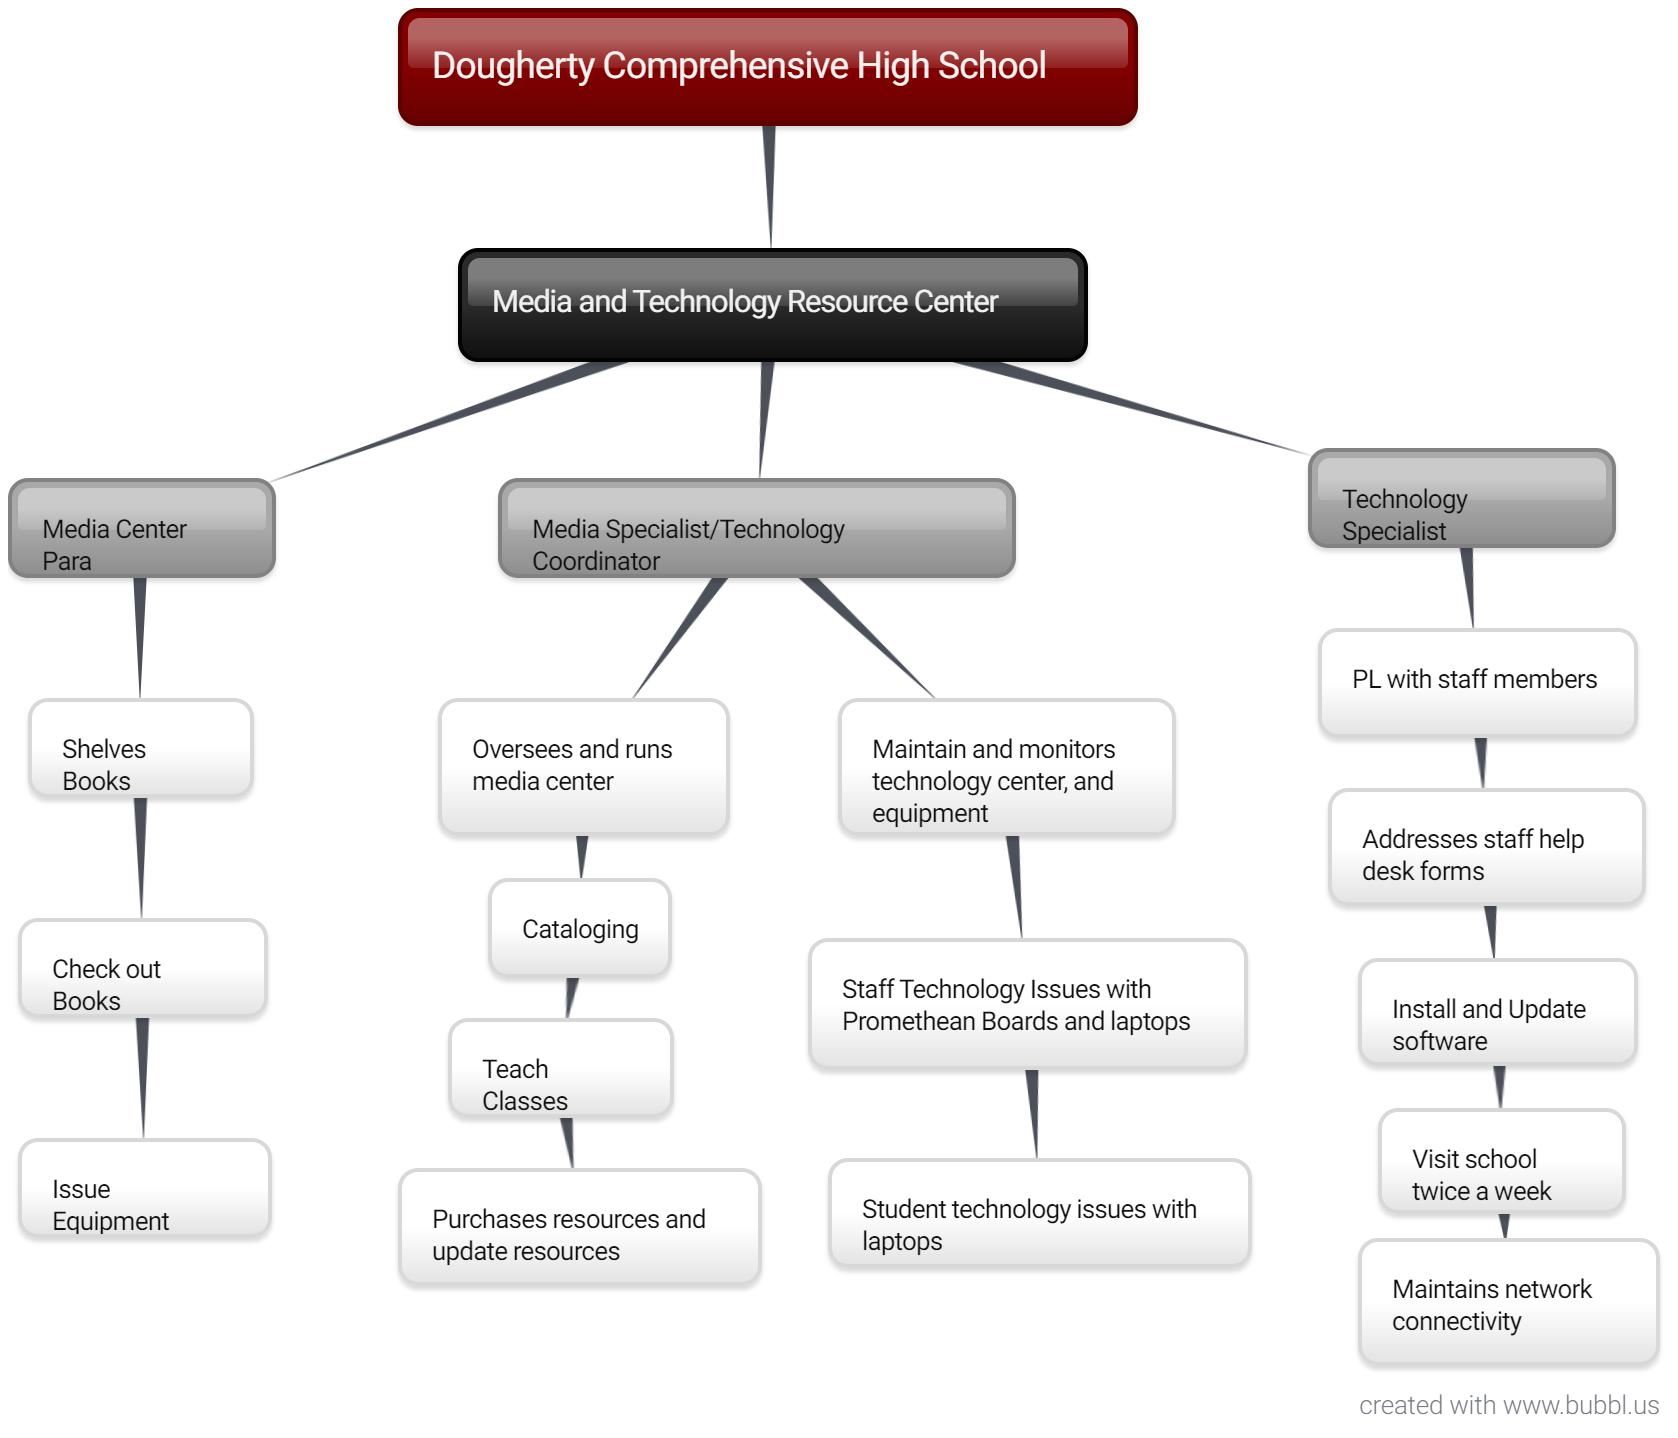 Dougherty Comprehensive High School
Media and Technology Resource Center
Media Center
Para
Shelves
Books
Check out
Books
Issue
Equipment
Media Specialist/Technology
Coordinator
Oversees and runs
media center
Cataloging
Teach
Classes
Purchases resources and
update resources
Maintain and monitors
technology center, and
equipment
Staff Technology Issues with
Promethean Boards and laptops
Student technology issues with
laptops
Technology
Specialist
PL with staff members
Addresses staff help
desk forms
Install and Update
software
Visit school
twice a week
Maintains network
connectivity
created with www.bubbl.us